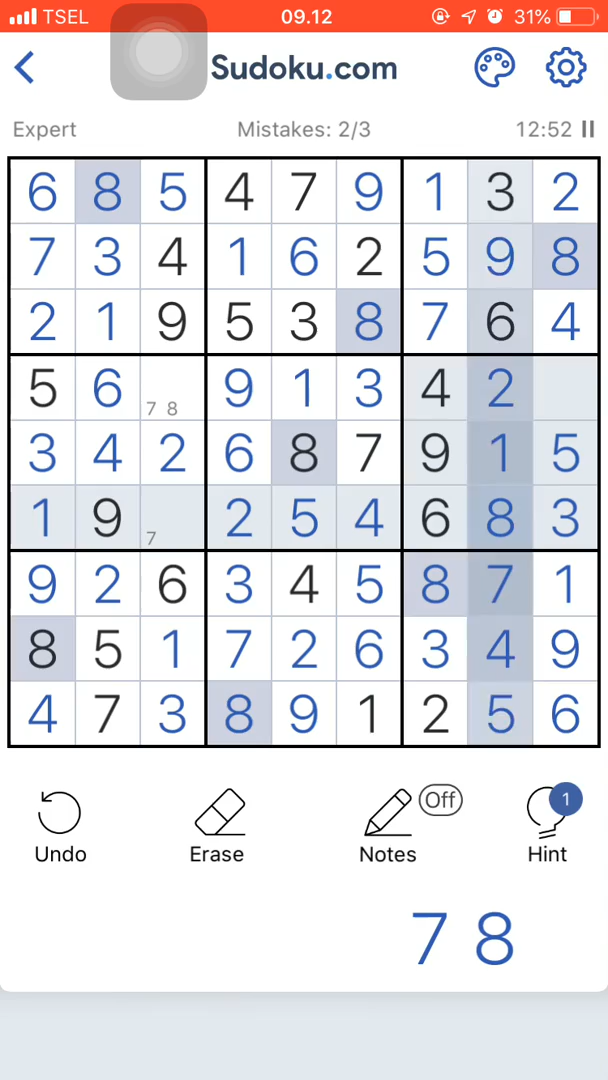 TSEL 09.12 31%
Sudoku.com
Expert Mistakes: 2/3 12:52
6 8 5 4 7 9 1 3 2
7 3 4 1 6 2 5 9 8
2 1 9 5 3 8 7 6 4
5 6 7 8 9 1 3 4 2
3 4 2 6 8 7 9 1 5
1 9 7 2 5 4 6 8 3
9 2 6 3 4 5 8 7 1
8 5 1 7 2 6 3 4 9
4 7 3 8 9 1 2 5 6
Off 1
Undo Erase Notes Hint
7 8